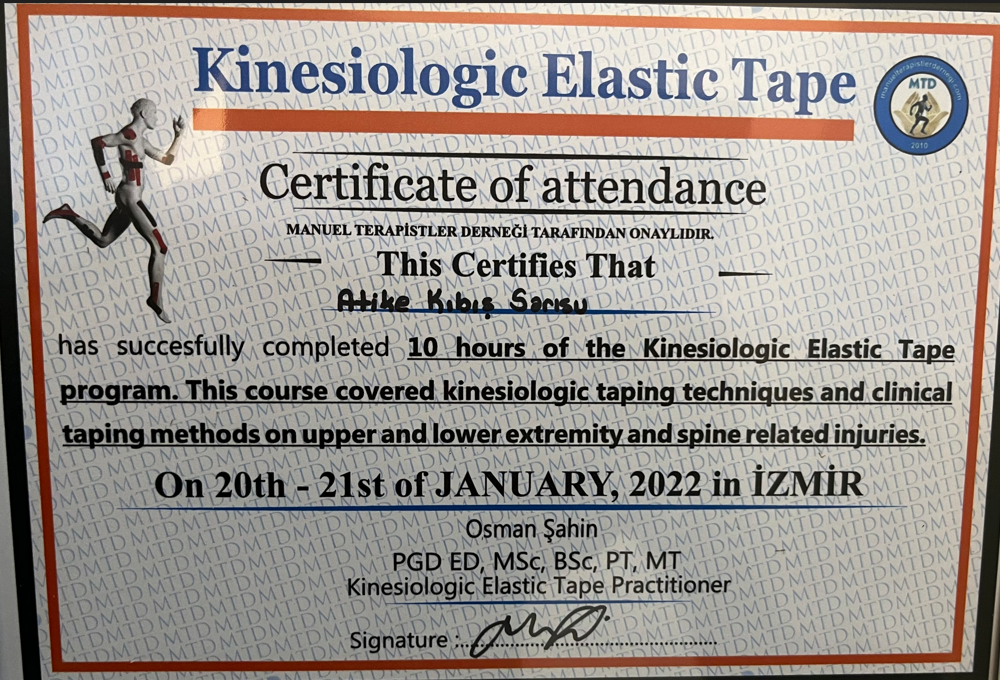 Kinesiologic Elastic Tape
manuelterapistlerdernegi.com
MTD
2010
Certificate of attendance
MANUEL TERAPİSTLER DERNEĞİ TARAFINDAN ONAYLIDIR.
This Certifies That
Atike Kıbış Sarısu
has succesfully completed 10 hours of the Kinesiologic Elastic Tape
program. This course covered kinesiologic taping techniques and clinical
taping methods on upper and lower extremity and spine related injuries.
On 20th - 21st of JANUARY, 2022 in İZMİR
Osman Şahin
PGD ED, MSc, BSc, PT, MT
Kinesiologic Elastic Tape Practitioner
Signature :